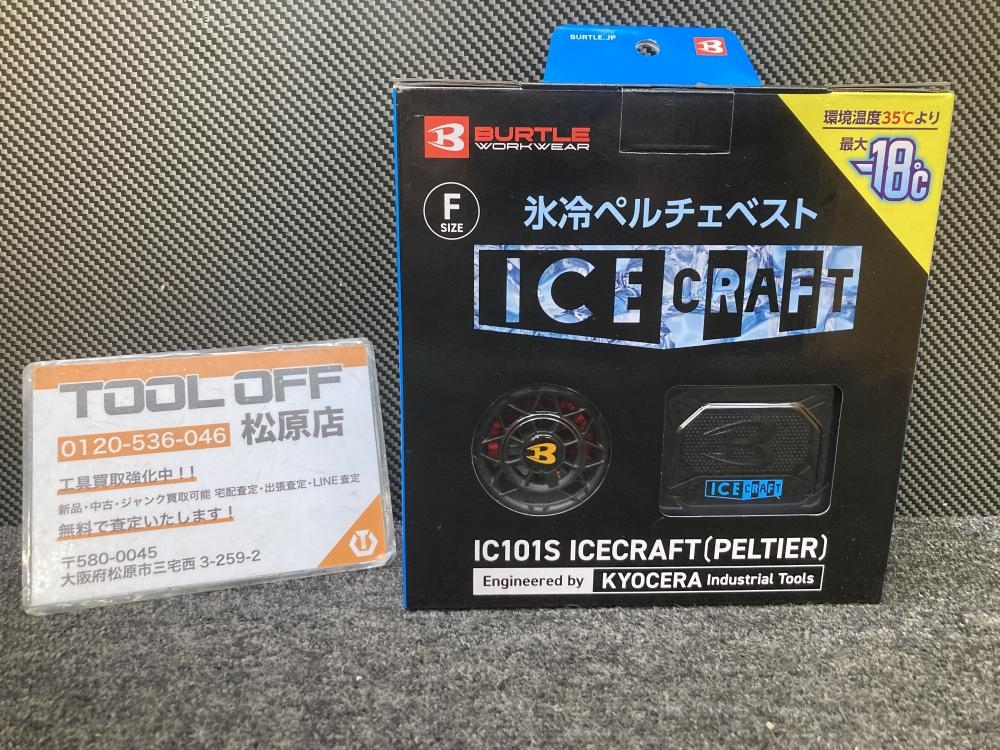 BURTLE.JP
B
BURTLE
WORKWEAR
環境温度35℃より
最大
-18℃
F
SIZE
氷冷ペルチェベスト
ICE CRAFT
B
B
ICE CRAFT
IC101S ICECRAFT(PELTIER)
Engineered by KYOCERA Industrial Tools
TOOL OFF
0120-536-046 松原店
工具買取強化中!!
新品・中古・ジャンク買取可能 宅配査定・出張査定・LINE査定
無料で査定いたします!
〒580-0045
大阪府松原市三宅西 3-259-2